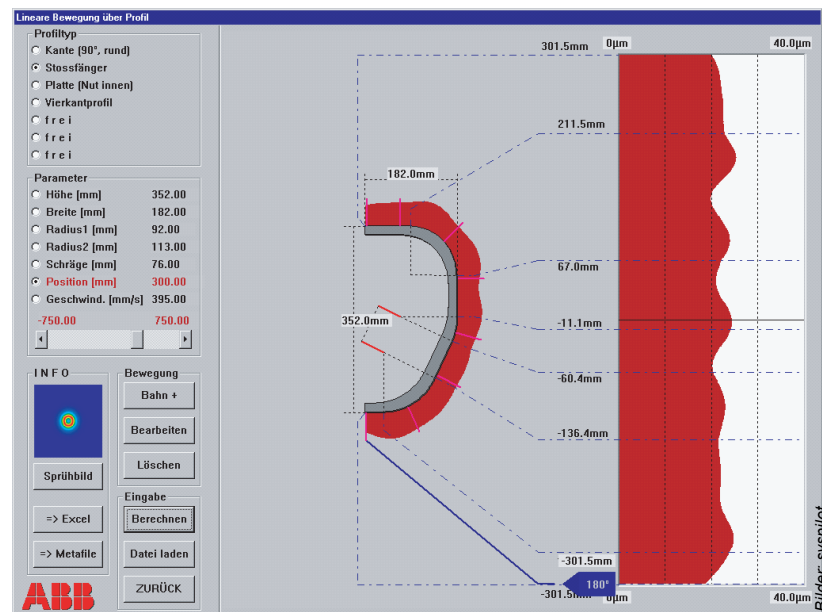 Lineare Bewegung über Profil
Profiltyp
Kante (90°, rund)
Stossfänger
Platte (Nut innen)
Vierkantprofil
f r e i
f r e i
f r e i
Parameter
Höhe [mm] 352.00
Breite [mm] 182.00
Radius1 [mm] 92.00
Radius2 [mm] 113.00
Schräge [mm] 76.00
Position [mm] 300.00
Geschwind. [mm/s] 395.00
-750.00 750.00
I N F O
Sprühbild
=> Excel
=> Metafile
ABB
Bewegung
Bahn +
Bearbeiten
Löschen
Eingabe
Berechnen
Datei laden
ZURÜCK
301.5mm
0µm 40.0µm
211.5mm
182.0mm
67.0mm
352.0mm
-11.1mm
-60.4mm
-136.4mm
-301.5mm
180°
-301.5mm
0µm 40.0µm
Bilder: syspilot